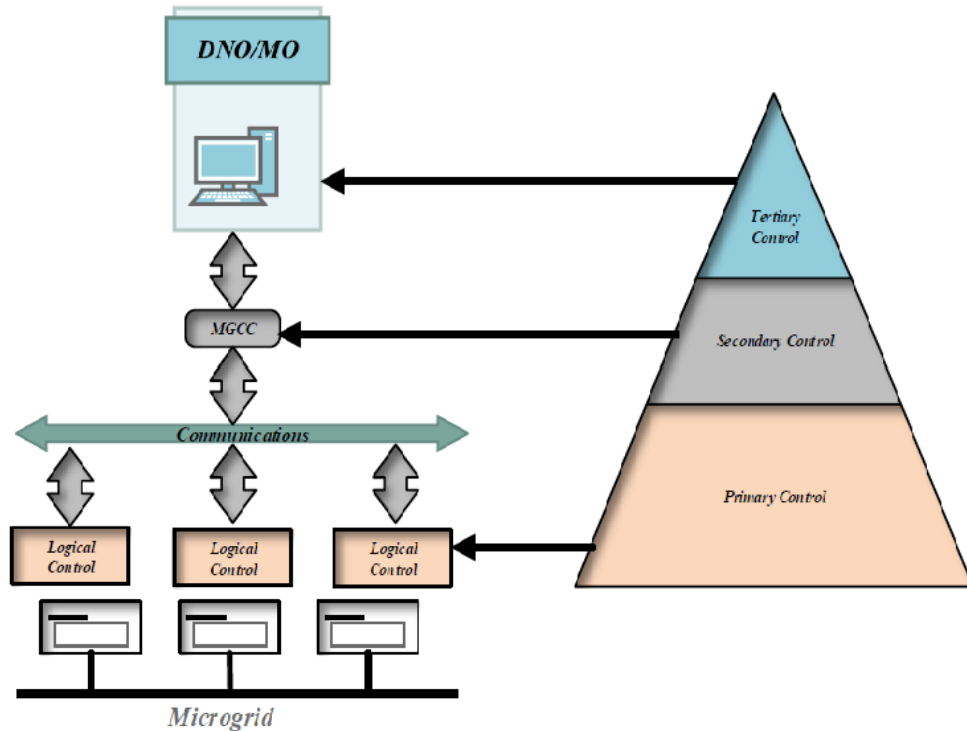 DNO/MO
Tertiary
Control
MGCC
Secondary Control
Communications
Primary Control
Logical
Control
Logical
Control
Logical
Control
Microgrid